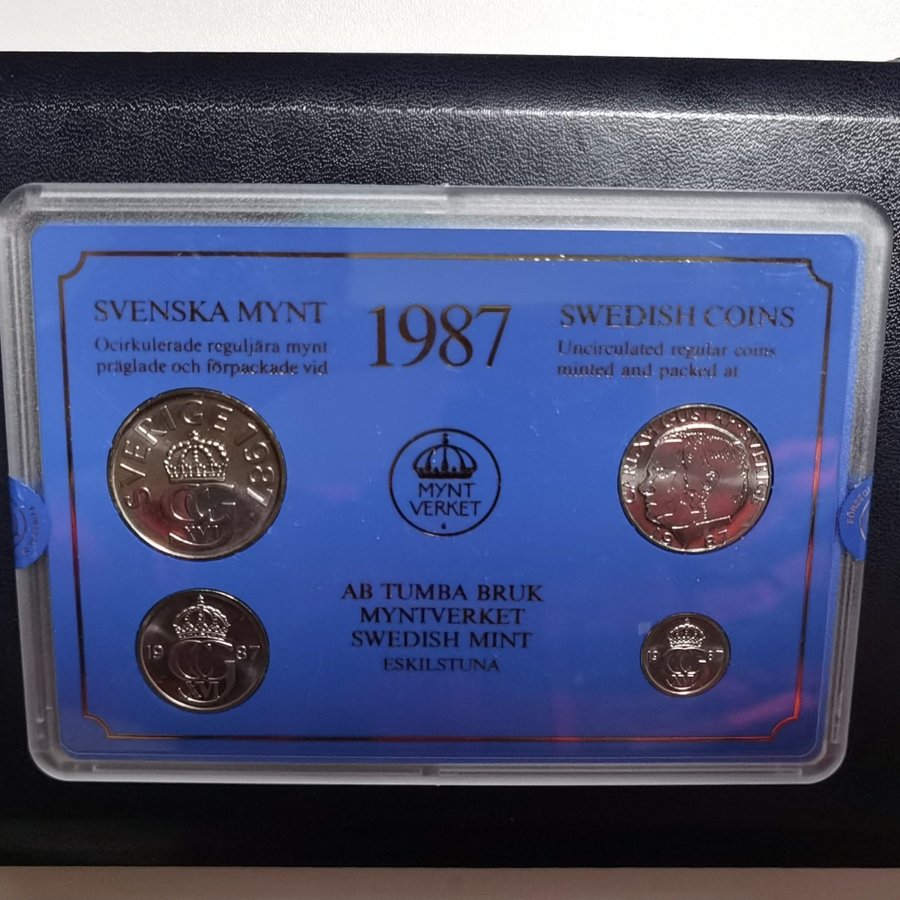 SVENSKA MYNT
Ocirkulerade reguljära mynt
präglade och förpackade vid
1987
SWEDISH COINS
Uncirculated regular coins
minted and packed at
SVERIGE 1987
MYNT
VERKET
CARL XVI GUSTAF SVERIGE
19 87
19 87
XVI
AB TUMBA BRUK
MYNTVERKET
SWEDISH MINT
ESKILSTUNA
19 87
XVI